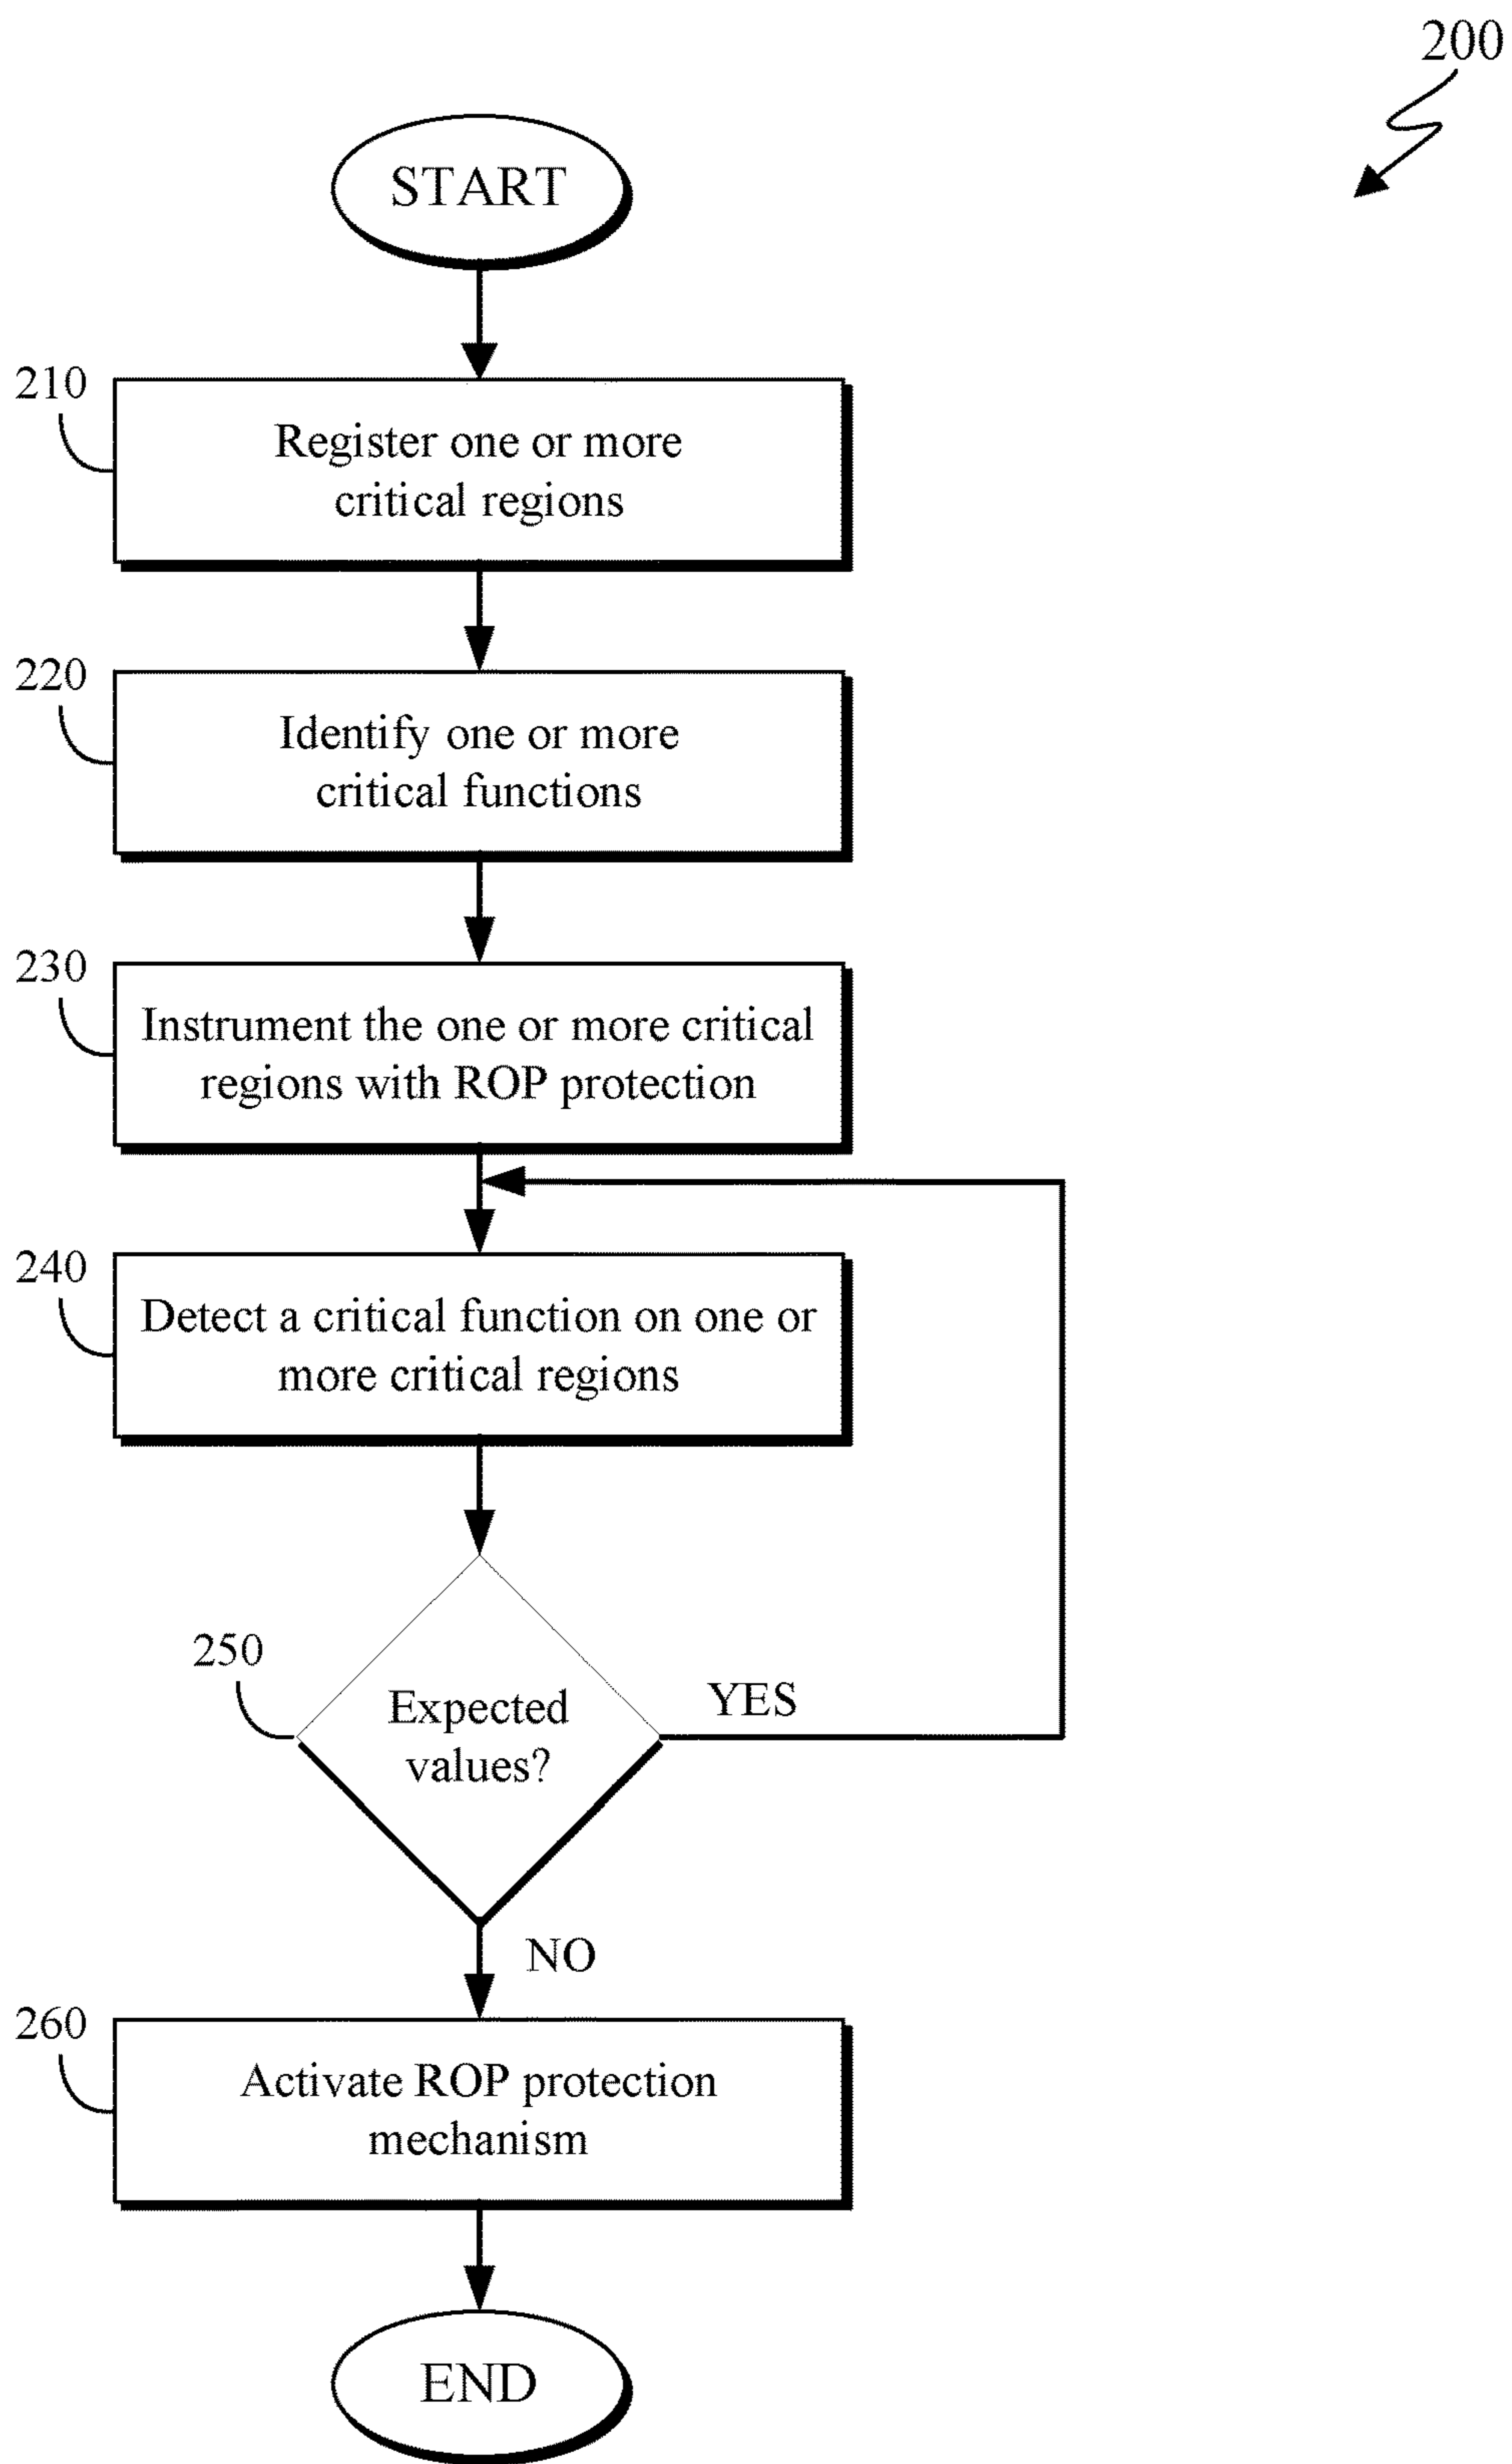 200
START
210
Register one or more
critical regions
220
Identify one or more
critical functions
230
Instrument the one or more critical
regions with ROP protection
240
Detect a critical function on one or
more critical regions
250
Expected
values?
YES
NO
260
Activate ROP protection
mechanism
END